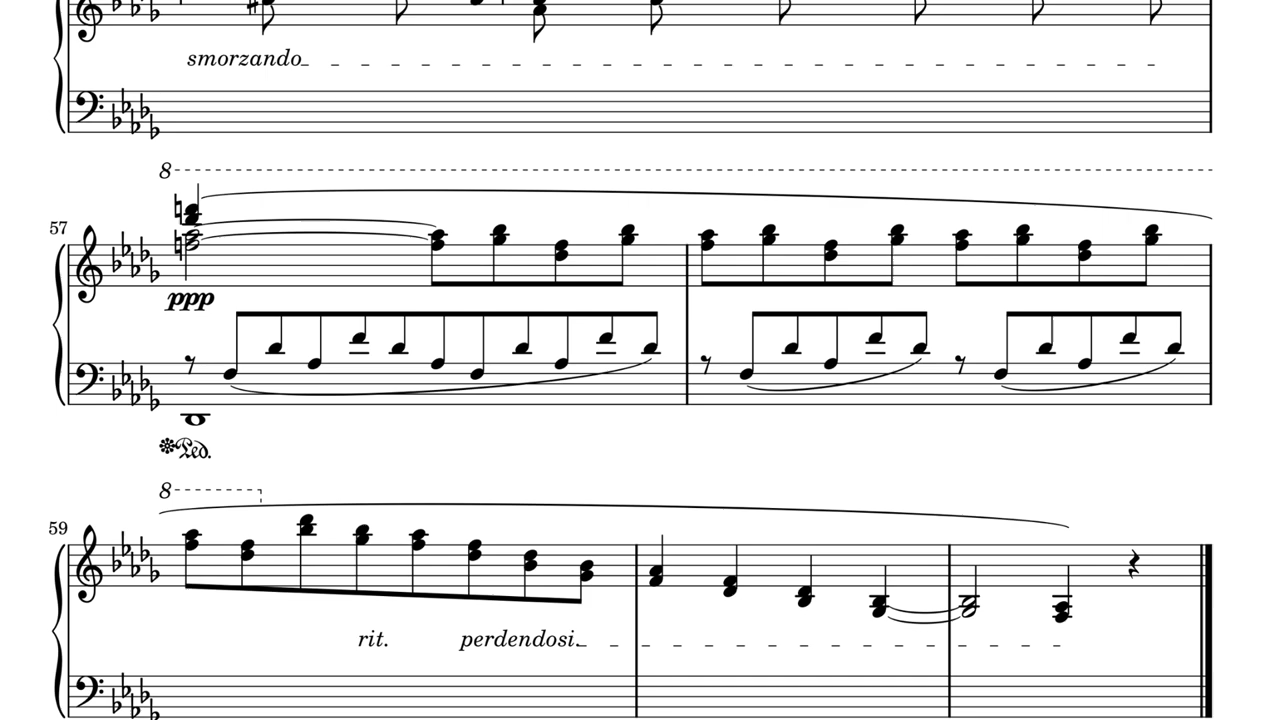 smorzando
8
57
ppp
Ped.
8
59
rit. perdendosi.